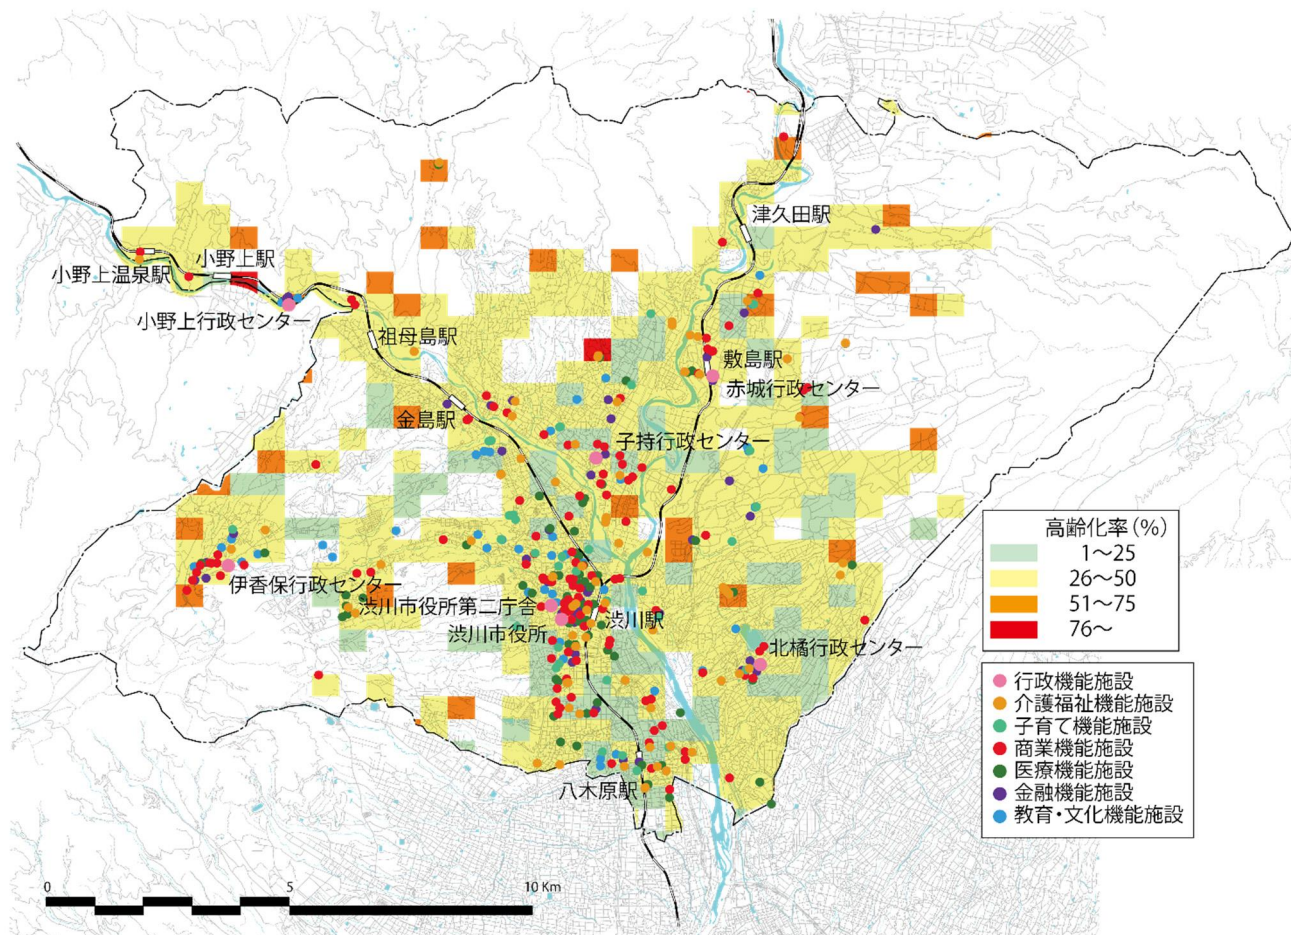 津久田駅
小野上駅
小野上温泉駅
小野上行政センター
祖母島駅
敷島駅
赤城行政センター
金島駅
子持行政センター
伊香保行政センター
渋川市役所第二庁舎
渋川駅
渋川市役所
北橘行政センター
八木原駅
高齢化率(%)
1～25
26～50
51～75
76～
行政機能施設
介護福祉機能施設
子育て機能施設
商業機能施設
医療機能施設
金融機能施設
教育・文化機能施設
0 5 10 Km